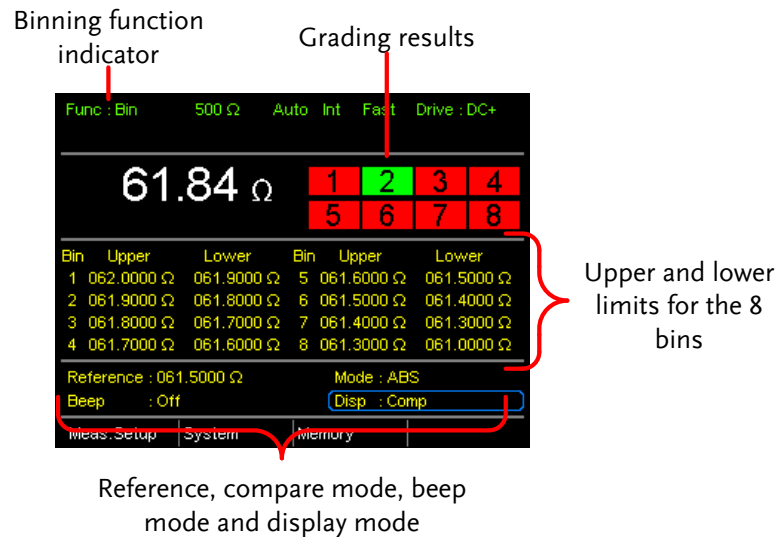 Binning function
indicator
Grading results
Func : Bin 500 Ω Auto Int Fast Drive : DC+
61.84 Ω
1 2 3 4
5 6 7 8
Bin Upper Lower Bin Upper Lower
1 062.0000 Ω 061.9000 Ω 5 061.6000 Ω 061.5000 Ω
2 061.9000 Ω 061.8000 Ω 6 061.5000 Ω 061.4000 Ω
3 061.8000 Ω 061.7000 Ω 7 061.4000 Ω 061.3000 Ω
4 061.7000 Ω 061.6000 Ω 8 061.3000 Ω 061.0000 Ω
Upper and lower
limits for the 8
bins
Reference : 061.5000 Ω Mode : ABS
Beep : Off Disp : Comp
Meas.Setup System Memory
Reference, compare mode, beep
mode and display mode